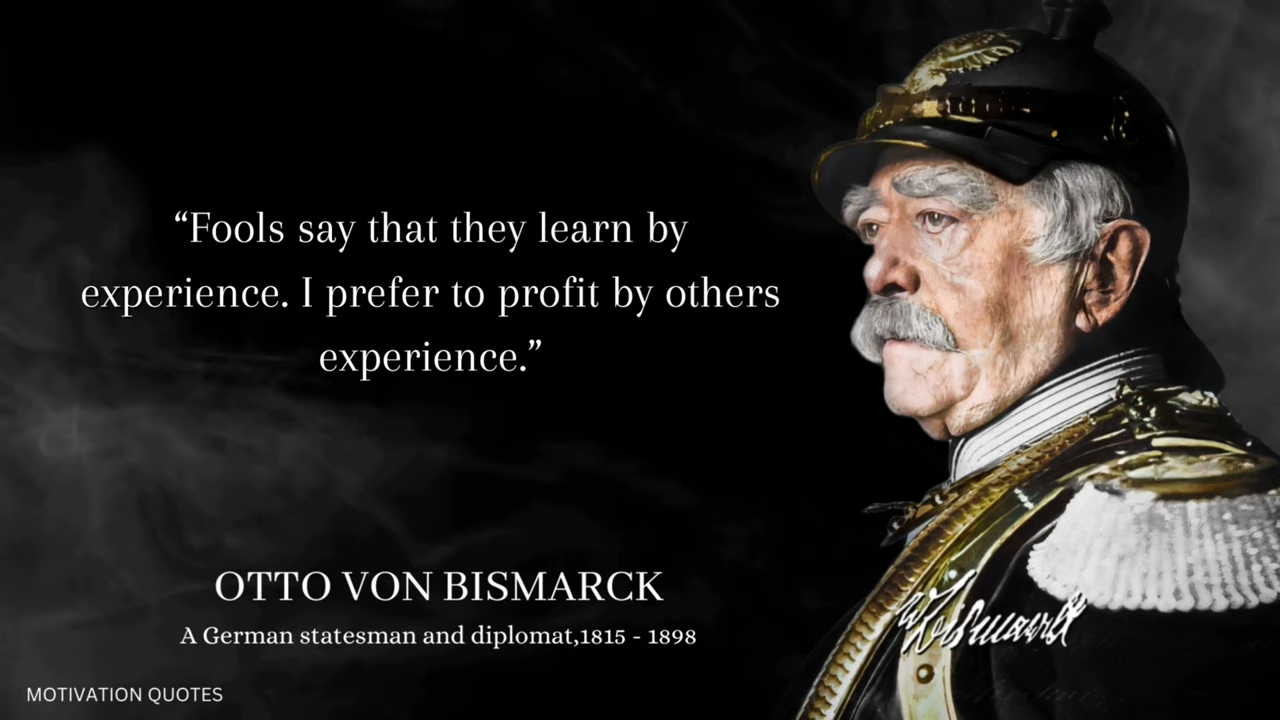 “Fools say that they learn by
experience. I prefer to profit by others
experience.”
OTTO VON BISMARCK
A German statesman and diplomat,1815 - 1898
v. Bismarck
MOTIVATION QUOTES